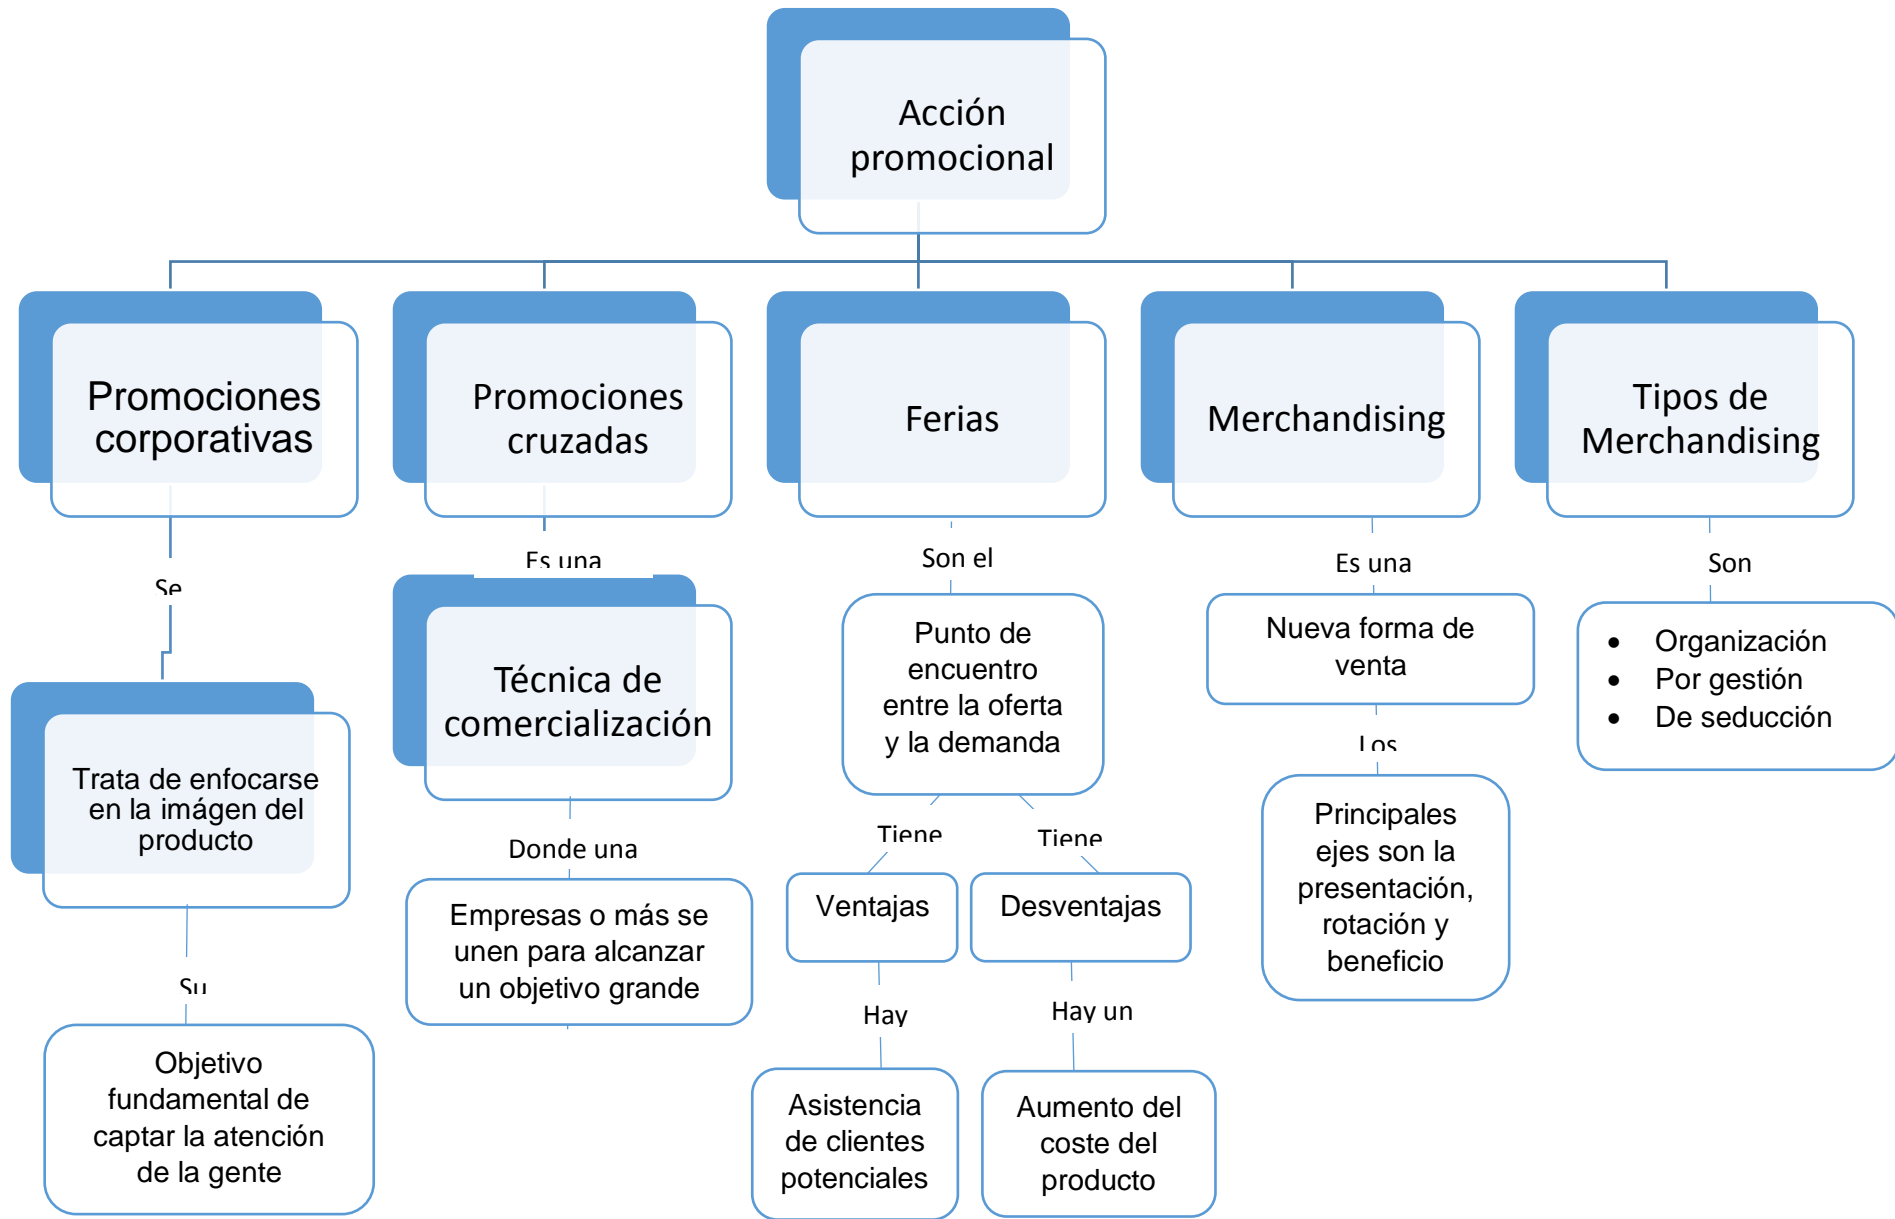 Acción
promocional
Promociones
corporativas
Promociones
cruzadas
Ferias
Merchandising
Tipos de
Merchandising
Se
Es una
Son el
Es una
Son
Trata de enfocarse
en la imágen del
producto
Su
Objetivo
fundamental de
captar la atención
de la gente
Técnica de
comercialización
Donde una
Empresas o más se
unen para alcanzar
un objetivo grande
Punto de
encuentro
entre la oferta
y la demanda
Tiene
Tiene
Ventajas
Desventajas
Hay
Hay un
Asistencia
de clientes
potenciales
Aumento del
coste del
producto
Nueva forma de
venta
Los
Principales
ejes son la
presentación,
rotación y
beneficio
• Organización
• Por gestión
• De seducción